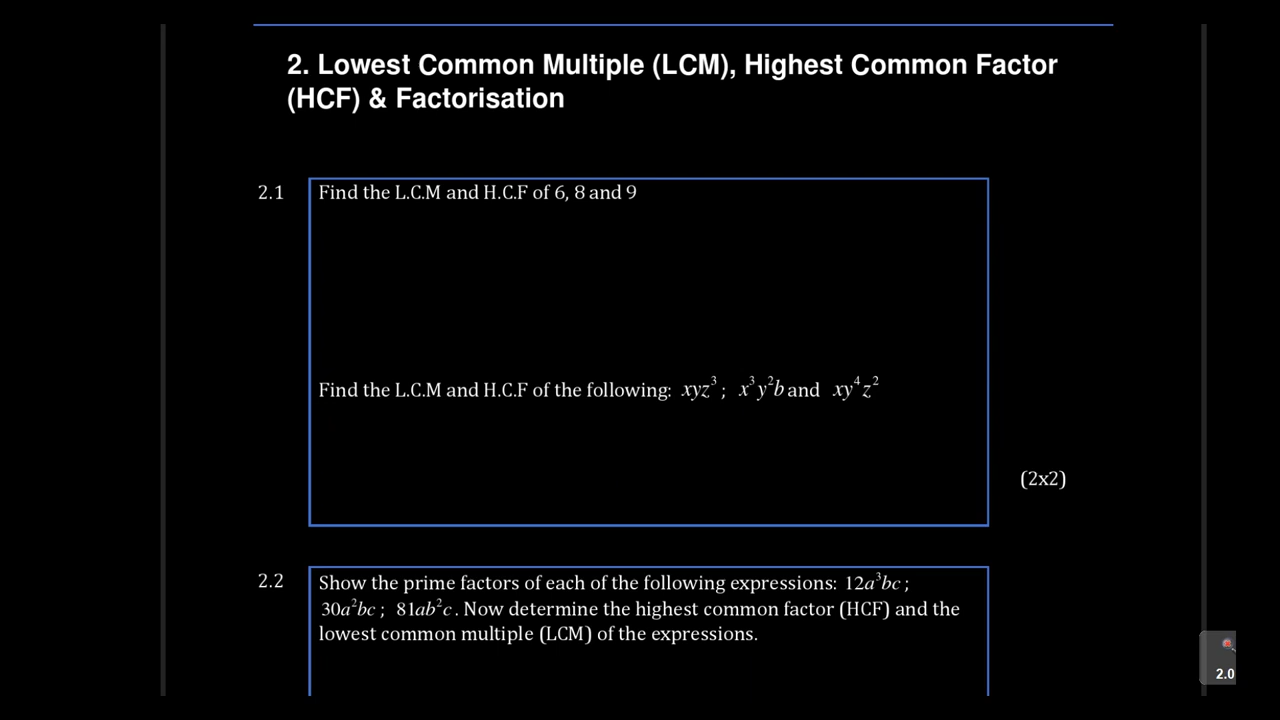 2. Lowest Common Multiple (LCM), Highest Common Factor
(HCF) & Factorisation
2.1 Find the L.C.M and H.C.F of 6, 8 and 9
Find the L.C.M and H.C.F of the following: xyz³ ; x³y²b and xy⁴z²
(2x2)
2.2 Show the prime factors of each of the following expressions: 12a³bc ;
30a²bc ; 81ab²c . Now determine the highest common factor (HCF) and the
lowest common multiple (LCM) of the expressions.
2.0